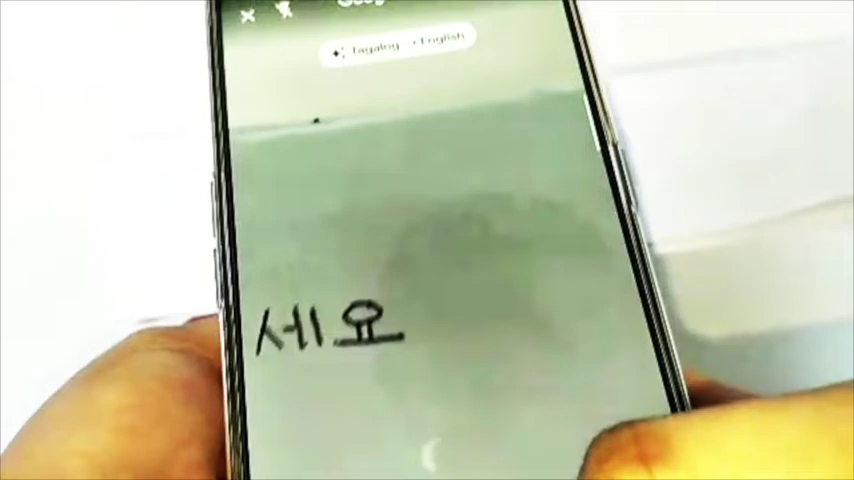 Tagalog • English
세요